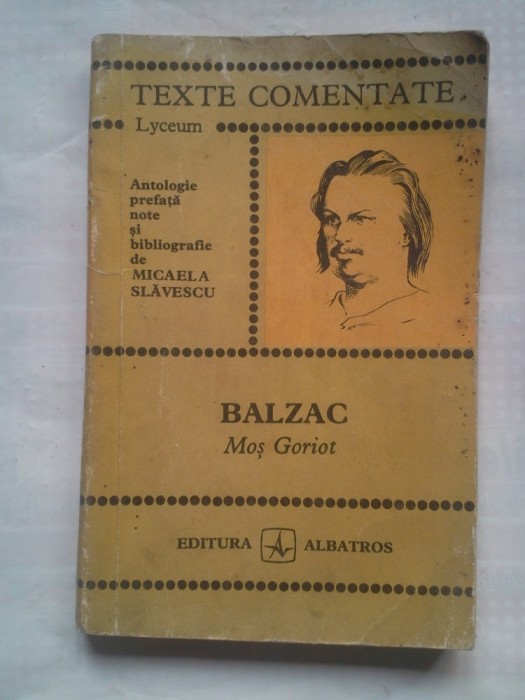 TEXTE COMENTATE
Lyceum
Antologie
prefață
note
și
bibliografie
de
MICAELA
SLĂVESCU
BALZAC
Moș Goriot
EDITURA ALBATROS